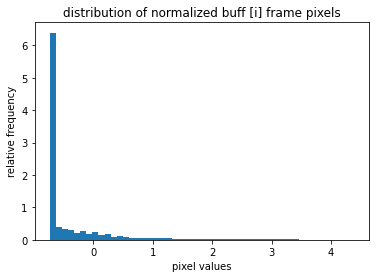 distribution of normalized buff [i] frame pixels
relative frequency
6
5
4
3
2
1
0
0 1 2 3 4
pixel values